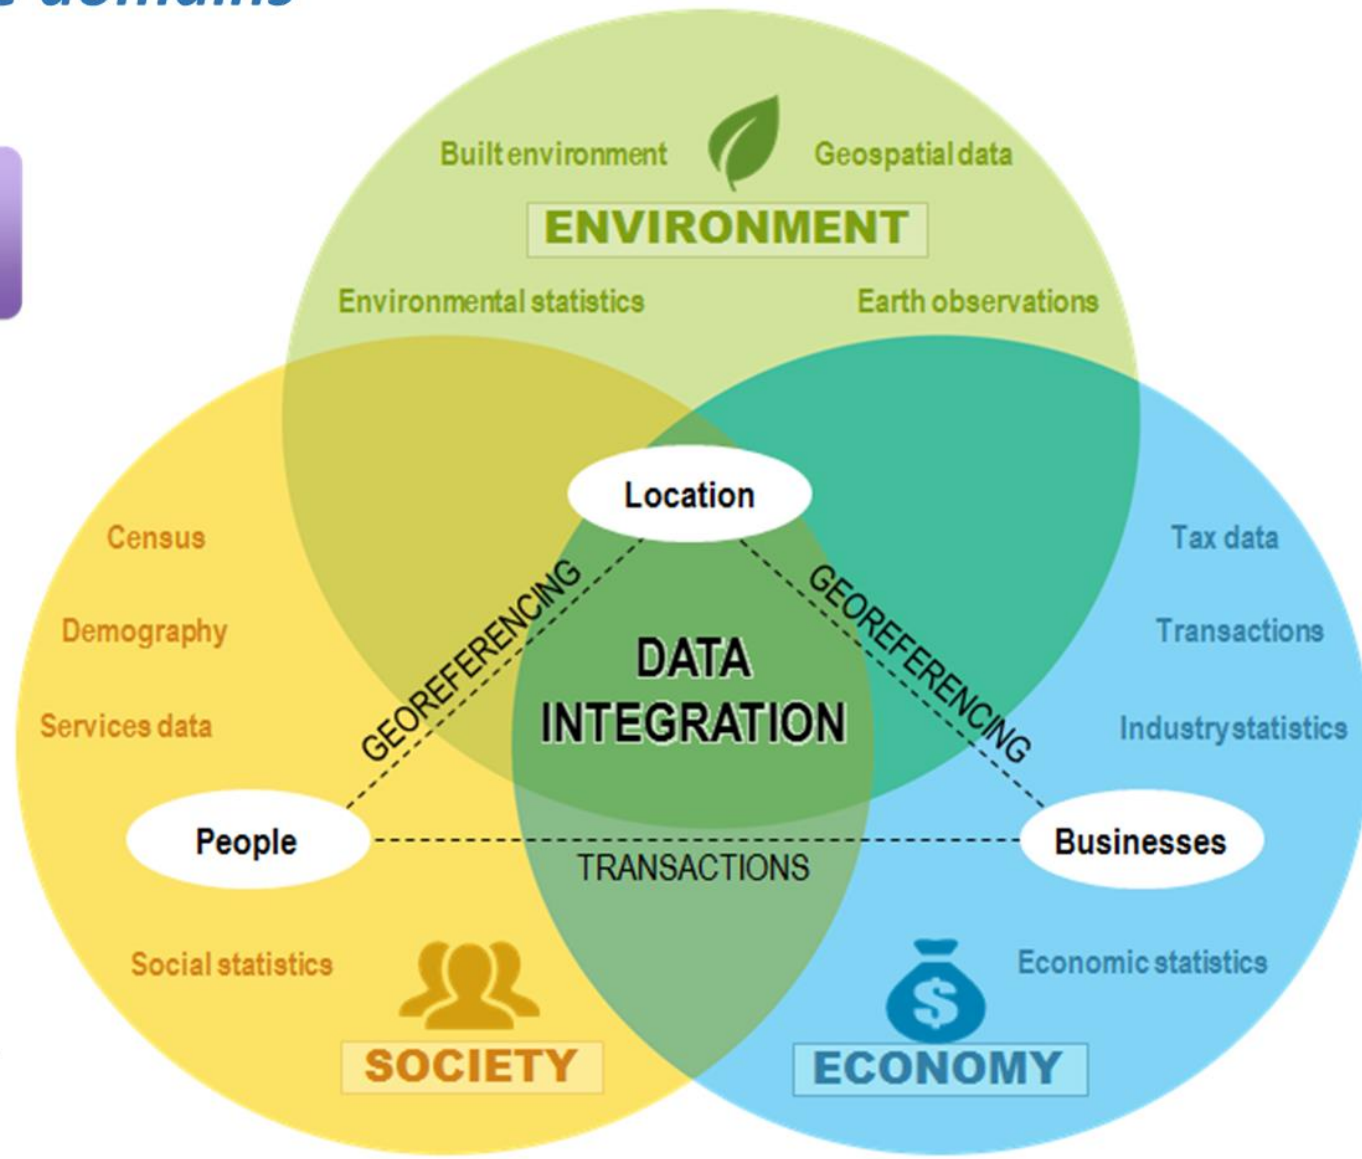 domains
Built environment
Geospatial data
ENVIRONMENT
Environmental statistics
Earth observations
Location
Census
Tax data
GEOREFERENCING
GEOREFERENCING
Demography
Transactions
DATA
INTEGRATION
Services data
Industry statistics
People
Businesses
TRANSACTIONS
Social statistics
Economic statistics
$
SOCIETY
ECONOMY